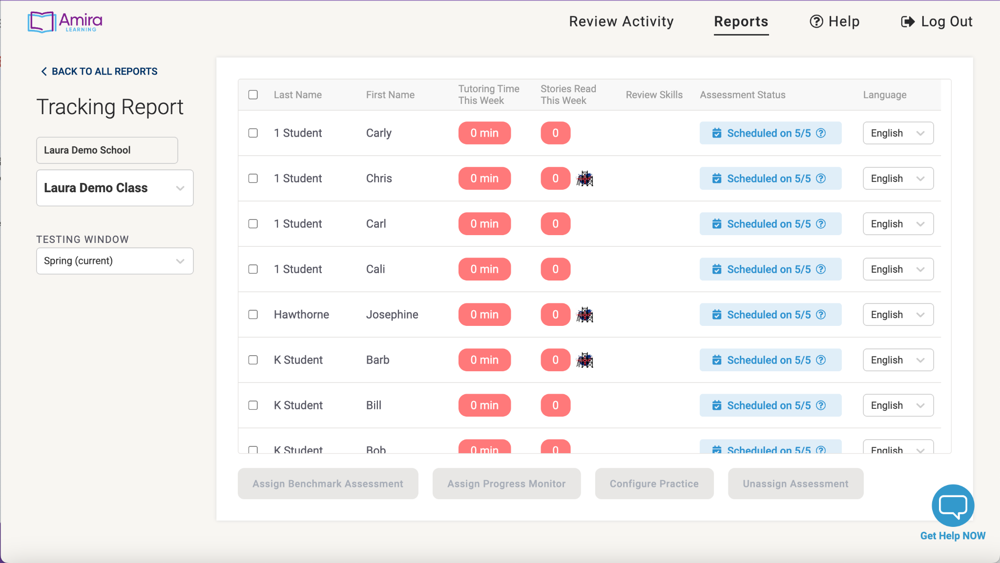 Amira
LEARNING
Review Activity
Reports
Help
Log Out
BACK TO ALL REPORTS
Tracking Report
Laura Demo School
Laura Demo Class
TESTING WINDOW
Spring (current)
Last Name First Name Tutoring Time This Week Stories Read This Week Review Skills Assessment Status Language
1 Student Carly 0 min 0 Scheduled on 5/5 English
1 Student Chris 0 min 0 Scheduled on 5/5 English
1 Student Carl 0 min 0 Scheduled on 5/5 English
1 Student Cali 0 min 0 Scheduled on 5/5 English
Hawthorne Josephine 0 min 0 Scheduled on 5/5 English
K Student Barb 0 min 0 Scheduled on 5/5 English
K Student Bill 0 min 0 Scheduled on 5/5 English
K Student Bob 0 min 0 Scheduled on 5/5 English
Assign Benchmark Assessment
Assign Progress Monitor
Configure Practice
Unassign Assessment
Get Help NOW